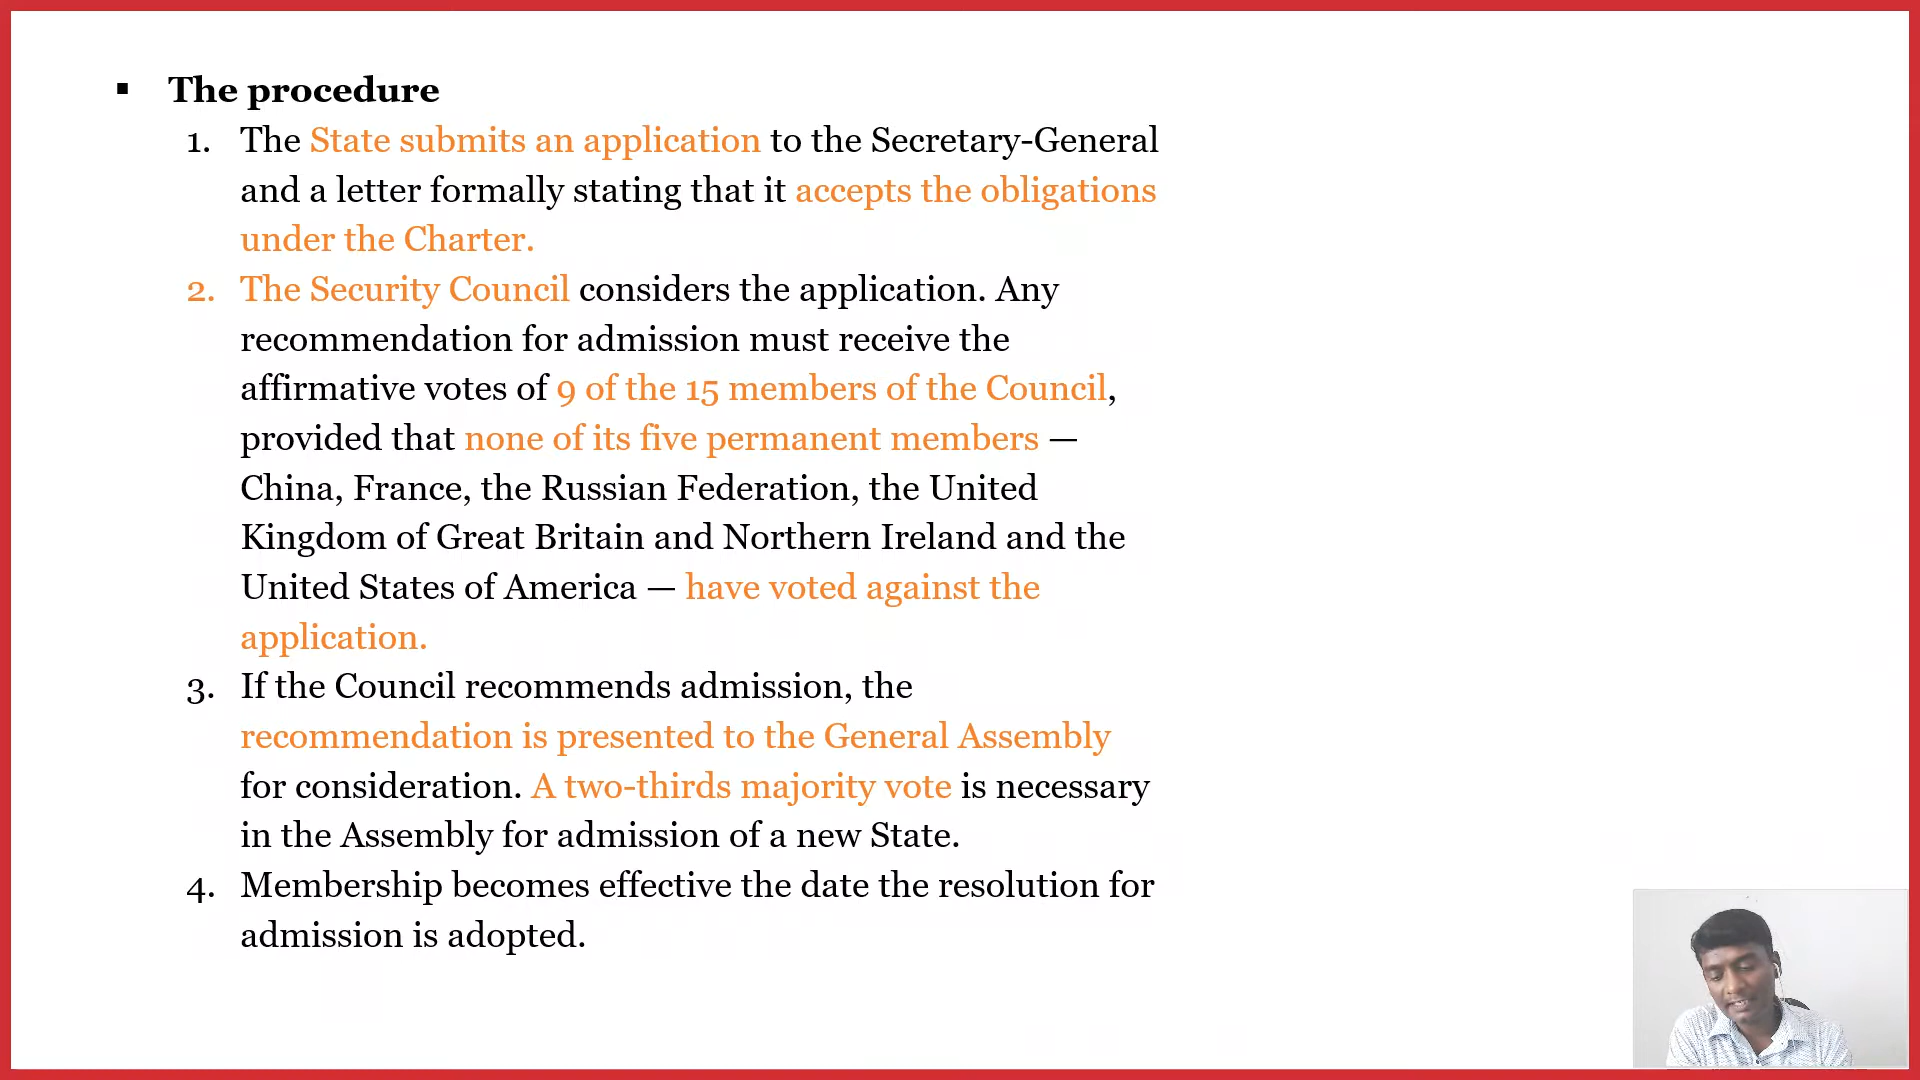 ▪ The procedure
1. The State submits an application to the Secretary-General
and a letter formally stating that it accepts the obligations
under the Charter.
2. The Security Council considers the application. Any
recommendation for admission must receive the
affirmative votes of 9 of the 15 members of the Council,
provided that none of its five permanent members —
China, France, the Russian Federation, the United
Kingdom of Great Britain and Northern Ireland and the
United States of America — have voted against the
application.
3. If the Council recommends admission, the
recommendation is presented to the General Assembly
for consideration. A two-thirds majority vote is necessary
in the Assembly for admission of a new State.
4. Membership becomes effective the date the resolution for
admission is adopted.